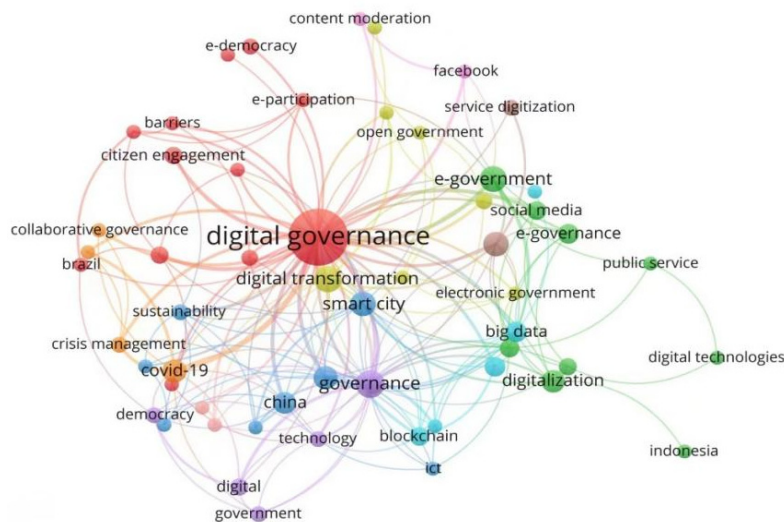 content moderation
e-democracy
facebook
e-participation
service digitization
barriers
open government
citizen engagement
e-government
social media
collaborative governance
digital governance
e-governance
brazil
public service
digital transformation
electronic government
sustainability
smart city
big data
crisis management
digital technologies
covid-19
governance
digitalization
china
democracy
technology
blockchain
indonesia
ict
digital
government